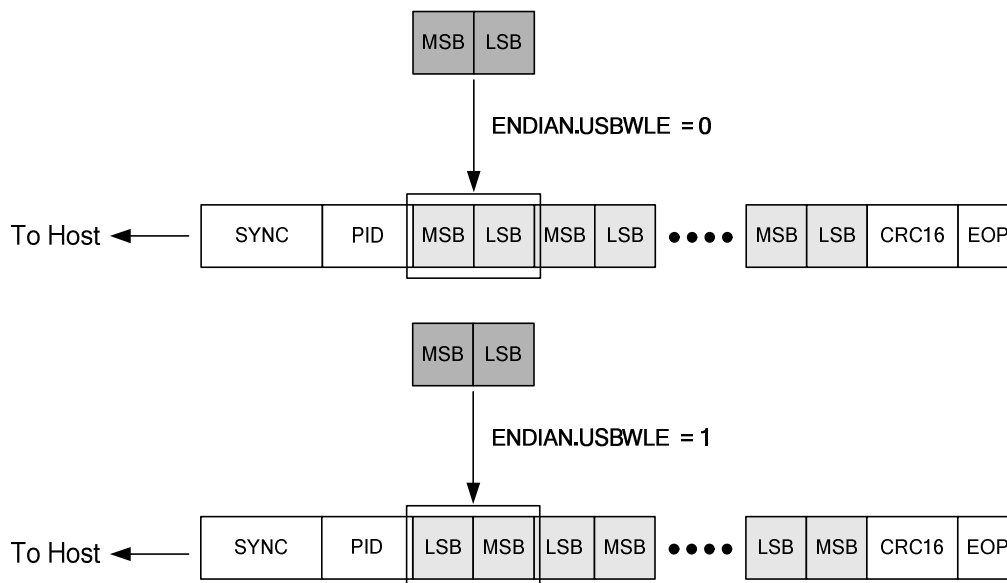 MSB LSB
ENDIAN.USBWLE = 0
To Host SYNC PID MSB LSB MSB LSB MSB LSB CRC16 EOP
MSB LSB
ENDIAN.USBWLE = 1
To Host SYNC PID LSB MSB LSB MSB LSB MSB CRC16 EOP